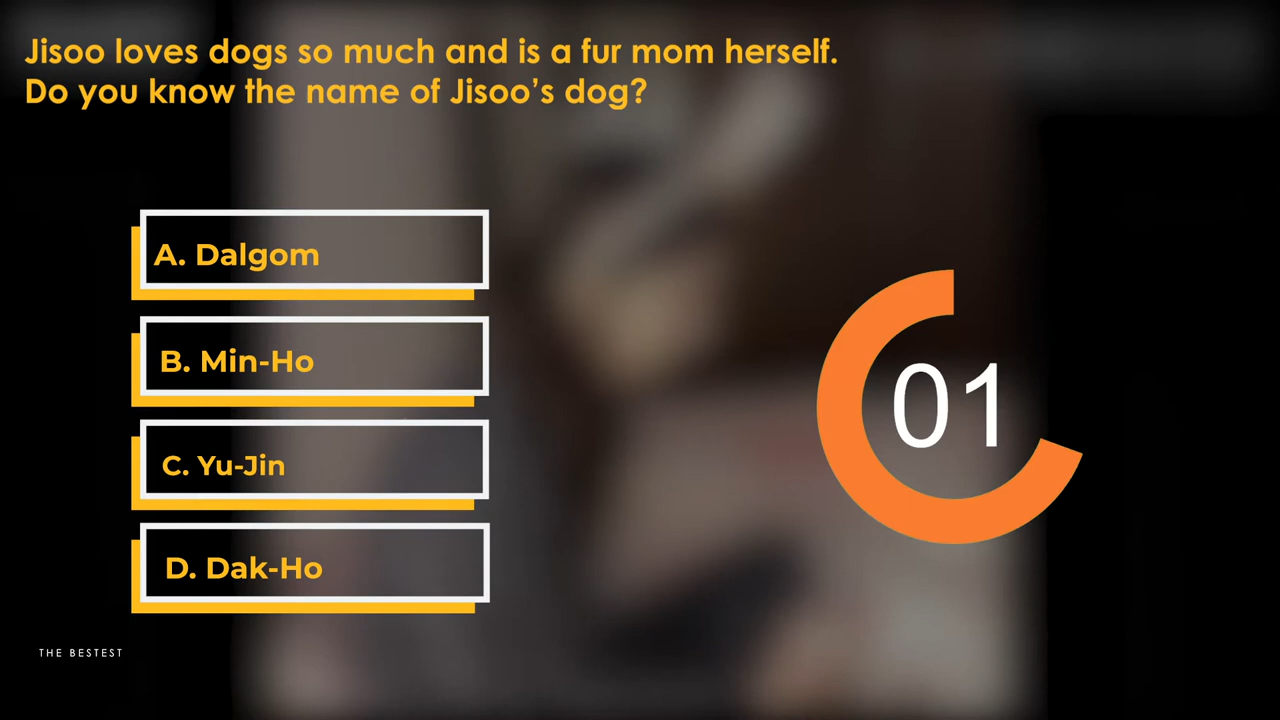 Jisoo loves dogs so much and is a fur mom herself.
Do you know the name of Jisoo's dog?
A. Dalgom
B. Min-Ho
C. Yu-Jin
D. Dak-Ho
01
THE BESTEST